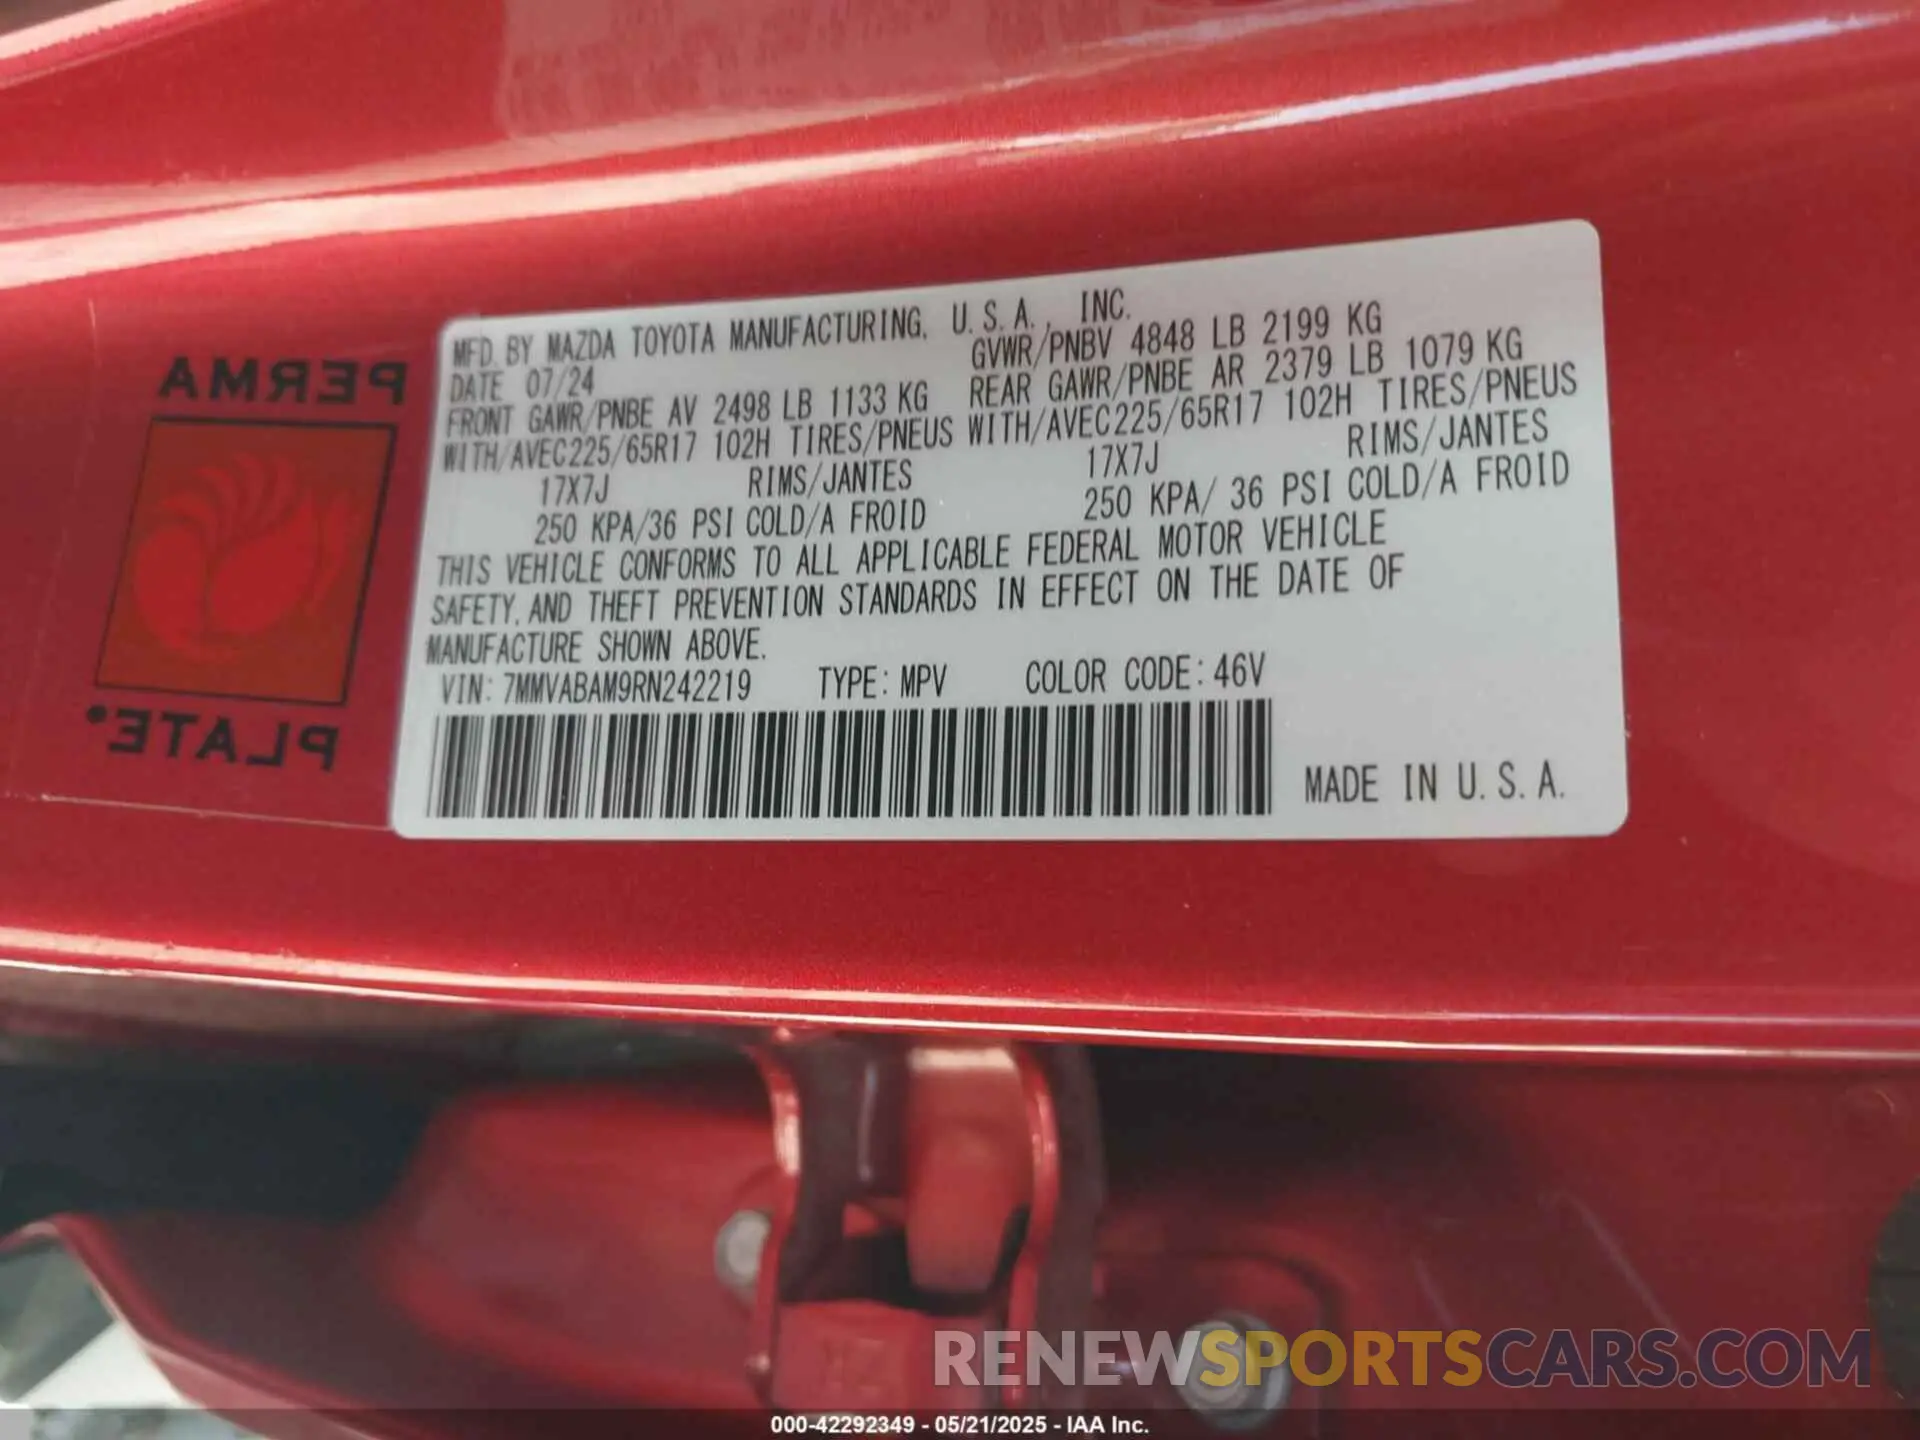 MFD. BY MAZDA TOYOTA MANUFACTURING, U.S.A., INC.
DATE 07/24 GVWR/PNBV 4848 LB 2199 KG
FRONT GAWR/PNBE AV 2498 LB 1133 KG REAR GAWR/PNBE AR 2379 LB 1079 KG
WITH/AVEC225/65R17 102H TIRES/PNEUS WITH/AVEC225/65R17 102H TIRES/PNEUS
17X7J RIMS/JANTES 17X7J RIMS/JANTES
250 KPA/36 PSI COLD/A FROID 250 KPA/ 36 PSI COLD/A FROID
THIS VEHICLE CONFORMS TO ALL APPLICABLE FEDERAL MOTOR VEHICLE
SAFETY, AND THEFT PREVENTION STANDARDS IN EFFECT ON THE DATE OF
MANUFACTURE SHOWN ABOVE.
VIN: 7MMVABAM9RN242219 TYPE: MPV COLOR CODE: 46V
MADE IN U.S.A.
PERMA
PLATE®
RENEWSPORTSCARS.COM
000-42292349 - 05/21/2025 - IAA Inc.